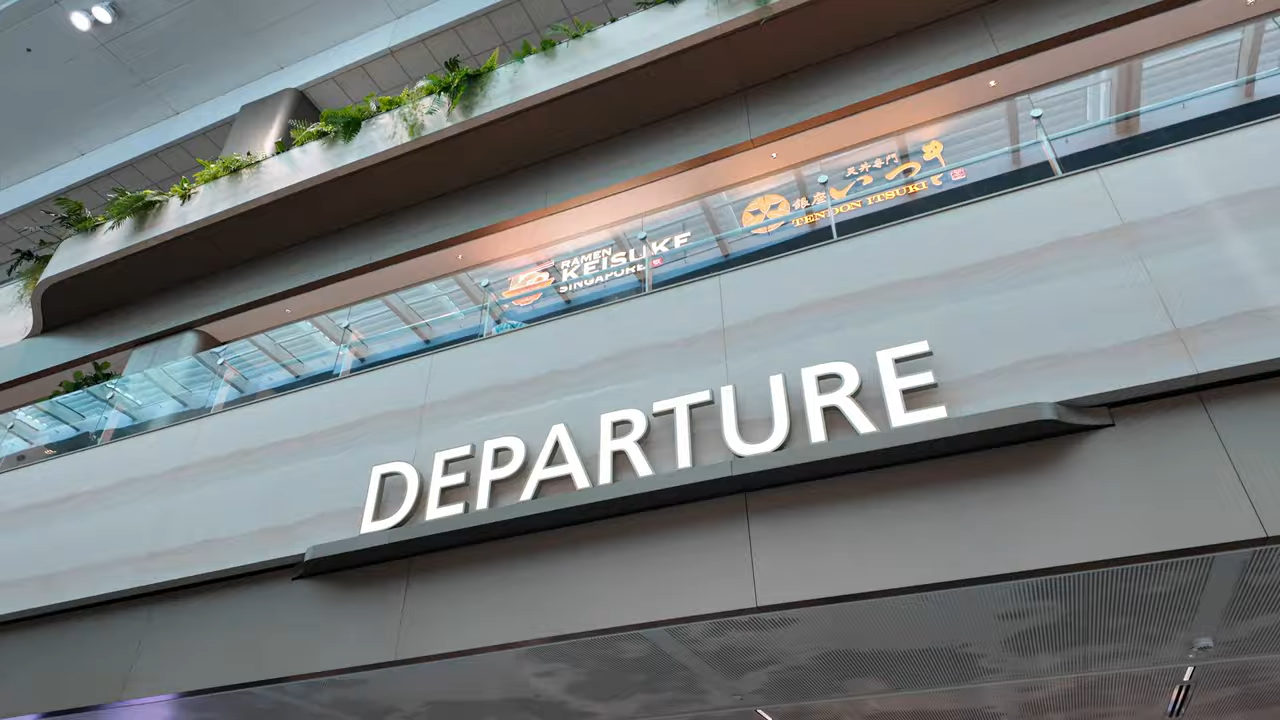 RAMEN
KEISUKE
SINGAPORE
天丼専門
銀座 いつき
TENDON ITSUKI
DEPARTURE